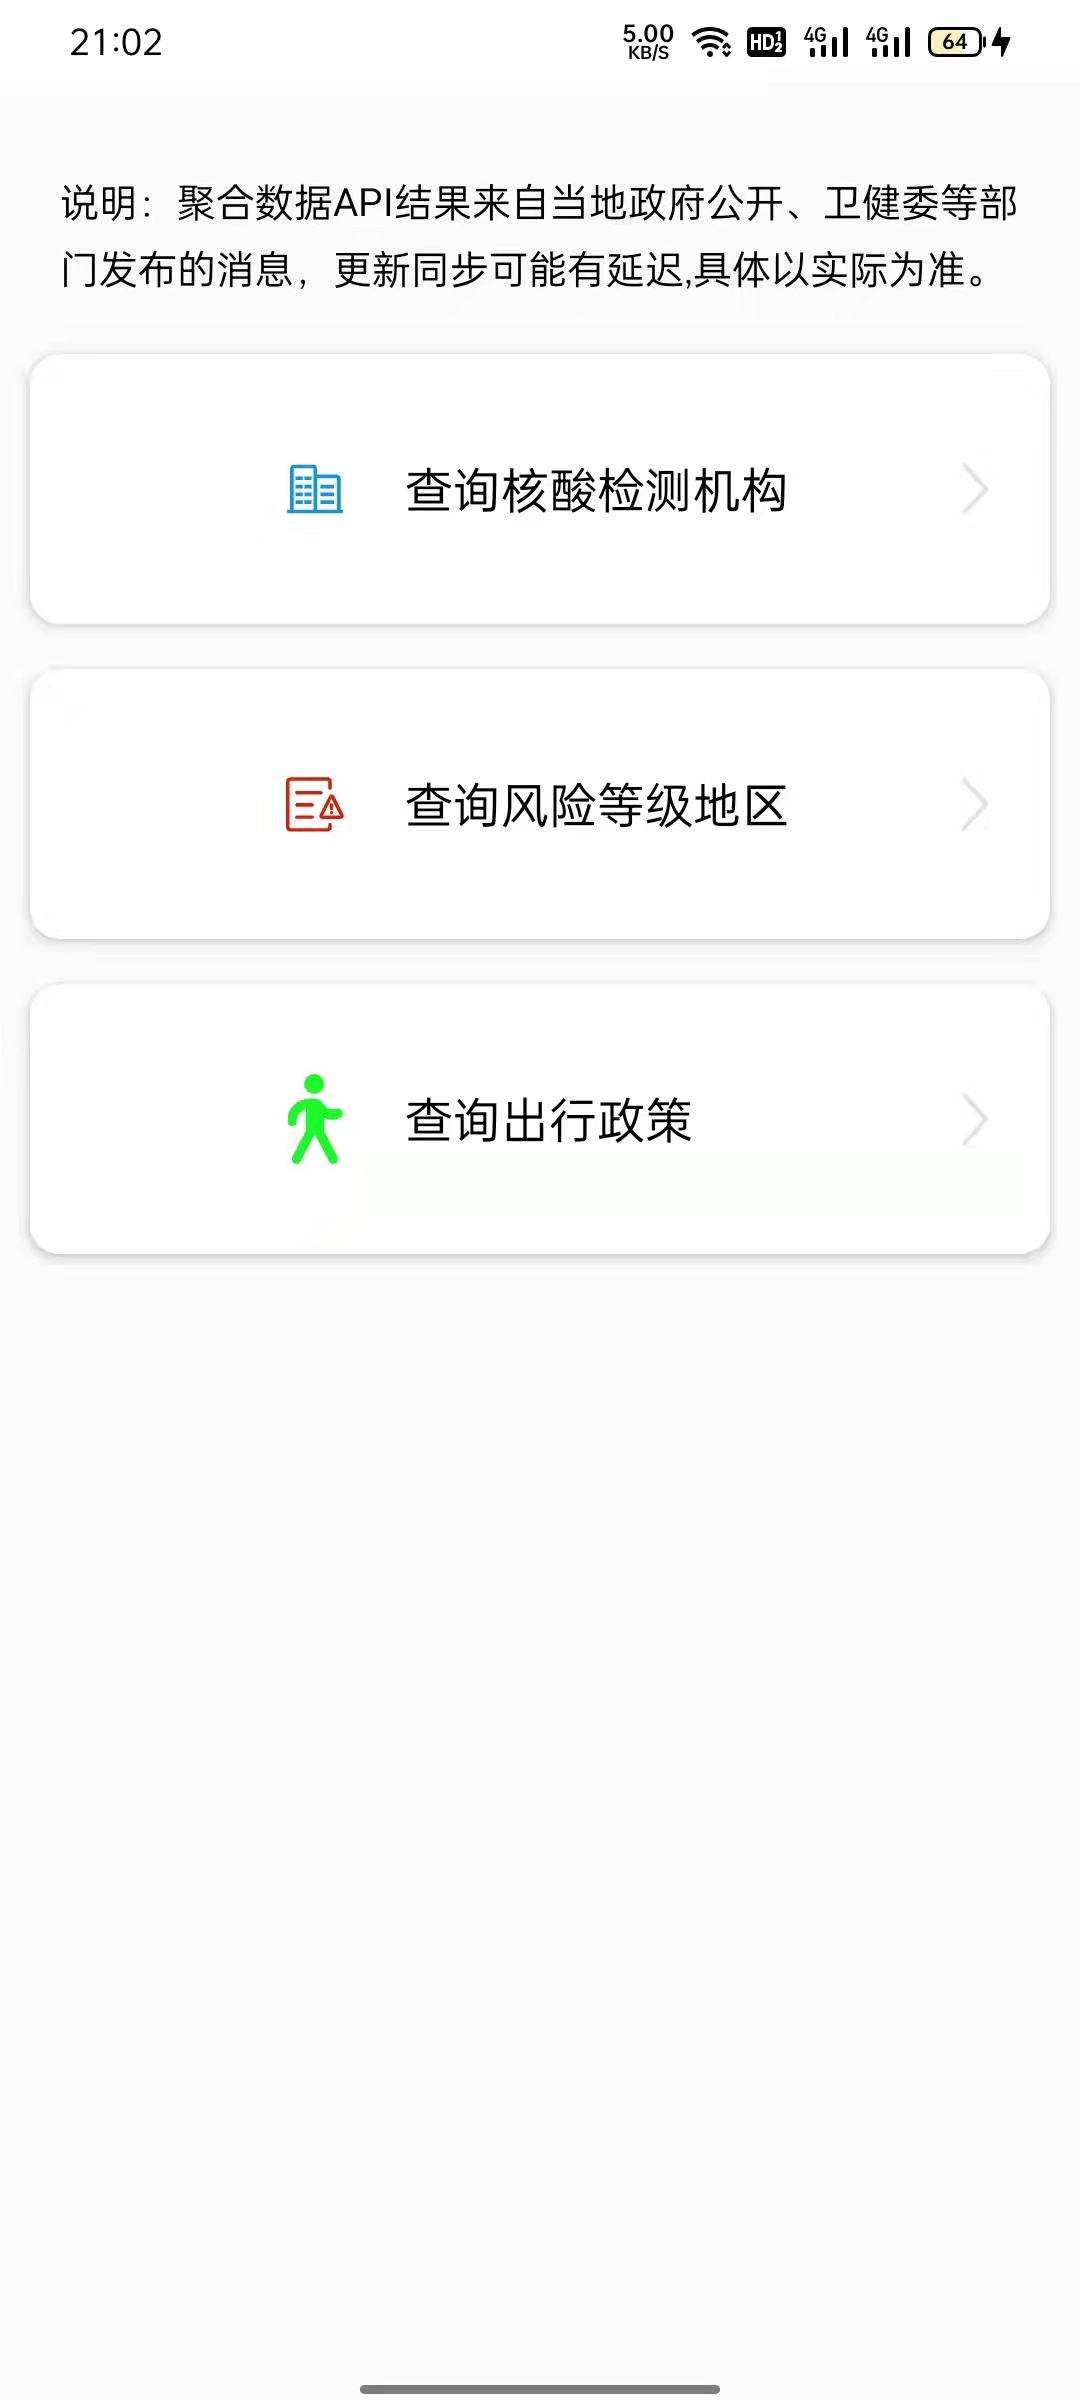 21:02
5.00
KB/S
HD 1 2
4G
4G
64
说明：聚合数据API结果来自当地政府公开、卫健委等部
门发布的消息，更新同步可能有延迟,具体以实际为准。
查询核酸检测机构
查询风险等级地区
查询出行政策